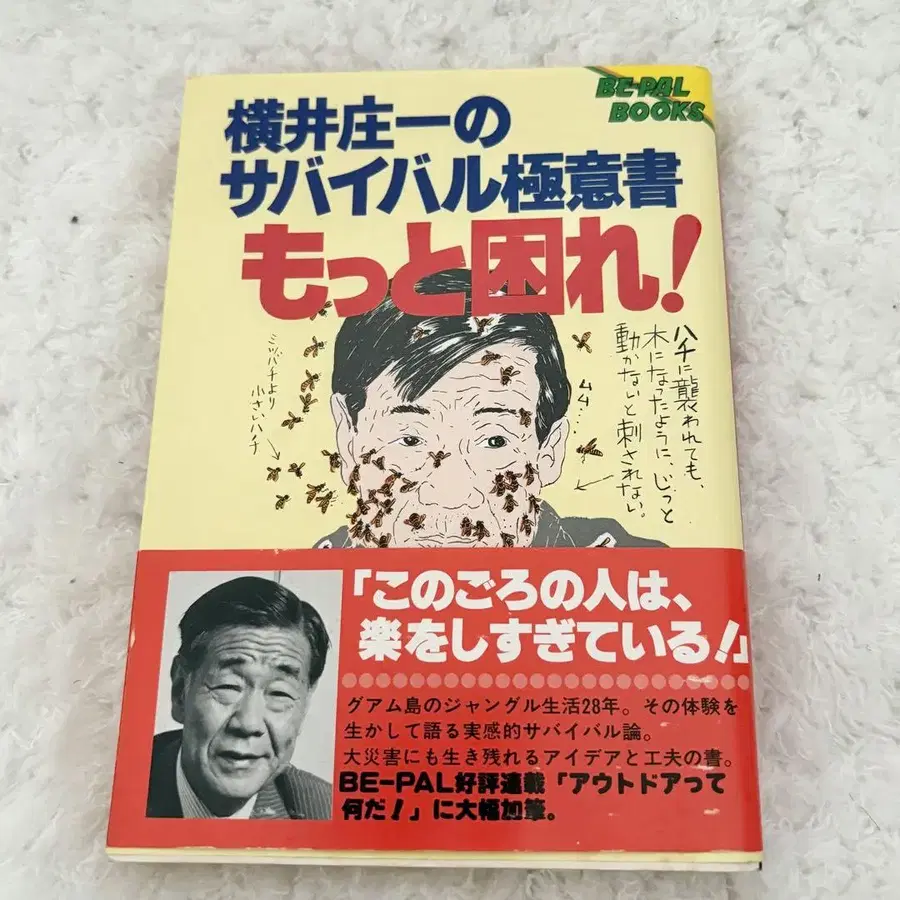 BE-PAL
BOOKS
横井庄一の
サバイバル極意書
もっと困れ!
ミツバチより
小さいハチ
ムム…
ハチに襲われても、
木になったように、じっと
動かないと刺されない。
「このごろの人は、
楽をしすぎている!」
グアム島のジャングル生活28年。その体験を
生かして語る実感的サバイバル論。
大災害にも生き残れるアイデアと工夫の書。
BE-PAL好評連載「アウトドアって
何だ!」に大幅加筆。